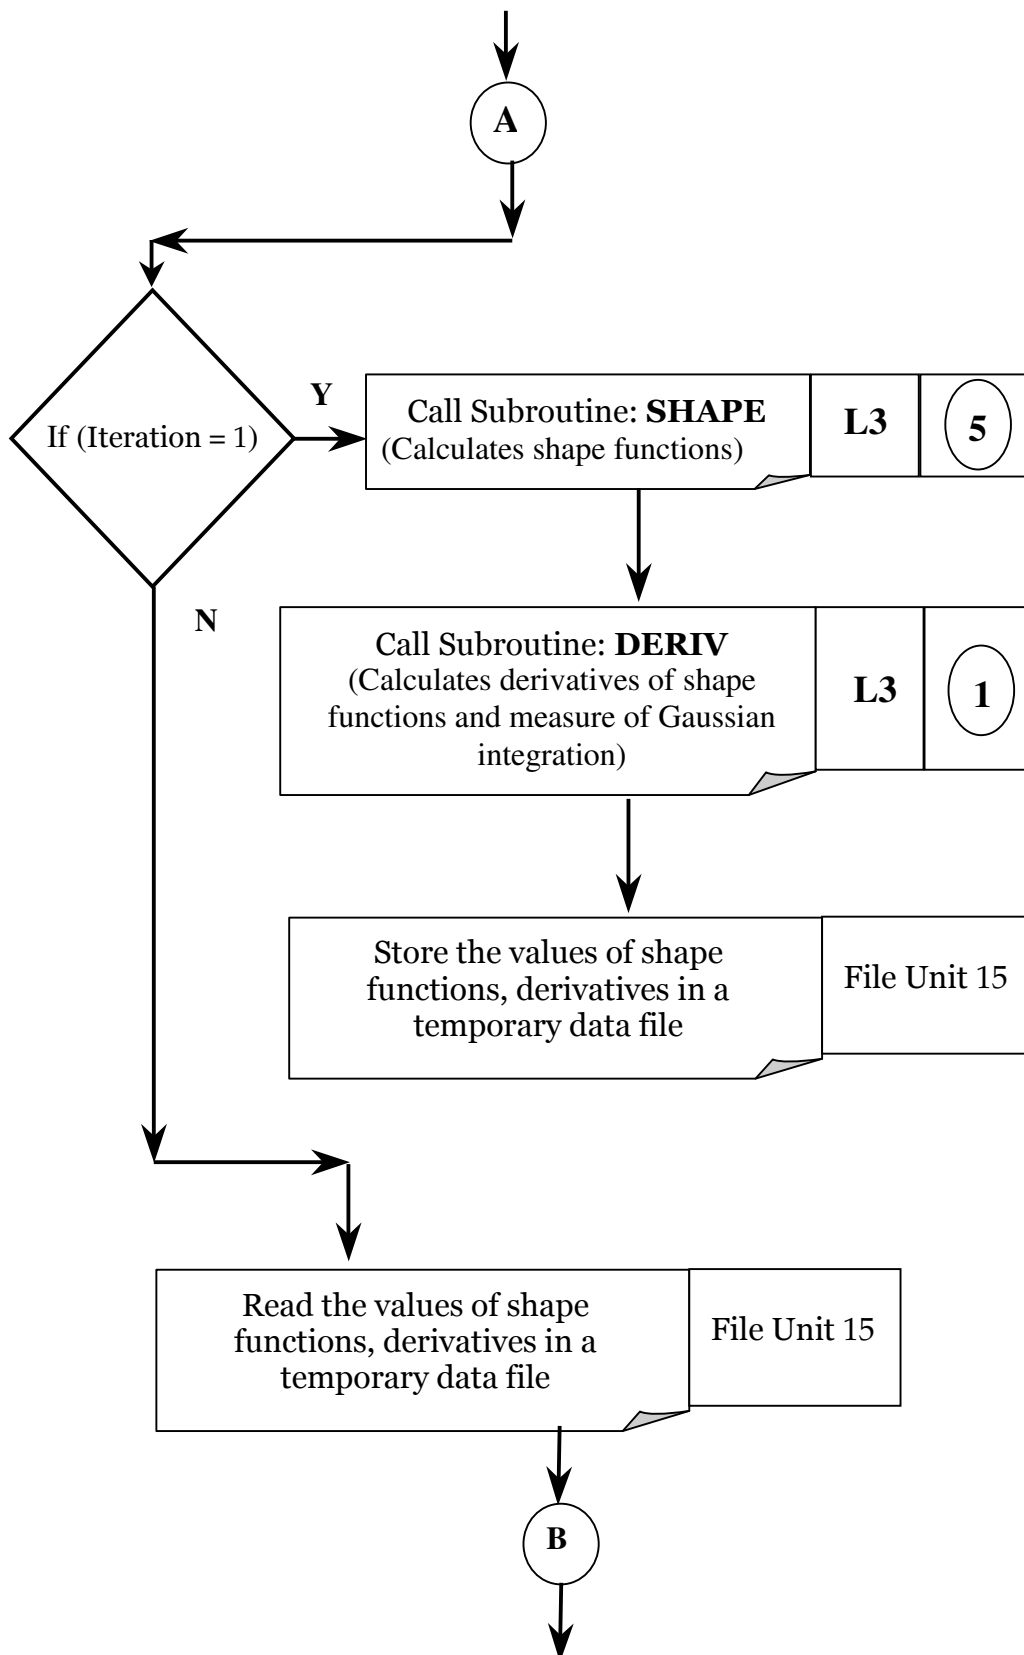 A
If (Iteration = 1)
Y
Call Subroutine: SHAPE
(Calculates shape functions)
L3
5
N
Call Subroutine: DERIV
(Calculates derivatives of shape
functions and measure of Gaussian
integration)
L3
1
Store the values of shape
functions, derivatives in a
temporary data file
File Unit 15
Read the values of shape
functions, derivatives in a
temporary data file
File Unit 15
B